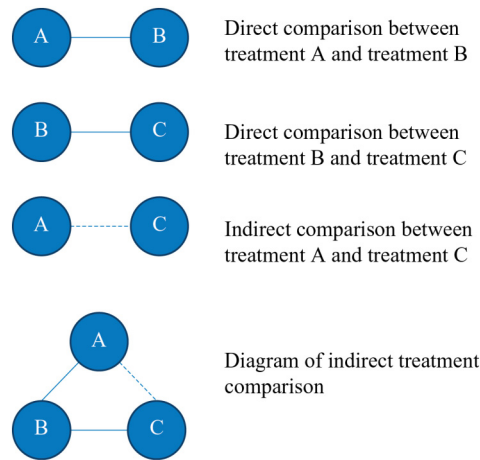 A B Direct comparison between
treatment A and treatment B
B C Direct comparison between
treatment B and treatment C
A C Indirect comparison between
treatment A and treatment C
A
Diagram of indirect treatment
comparison
B C